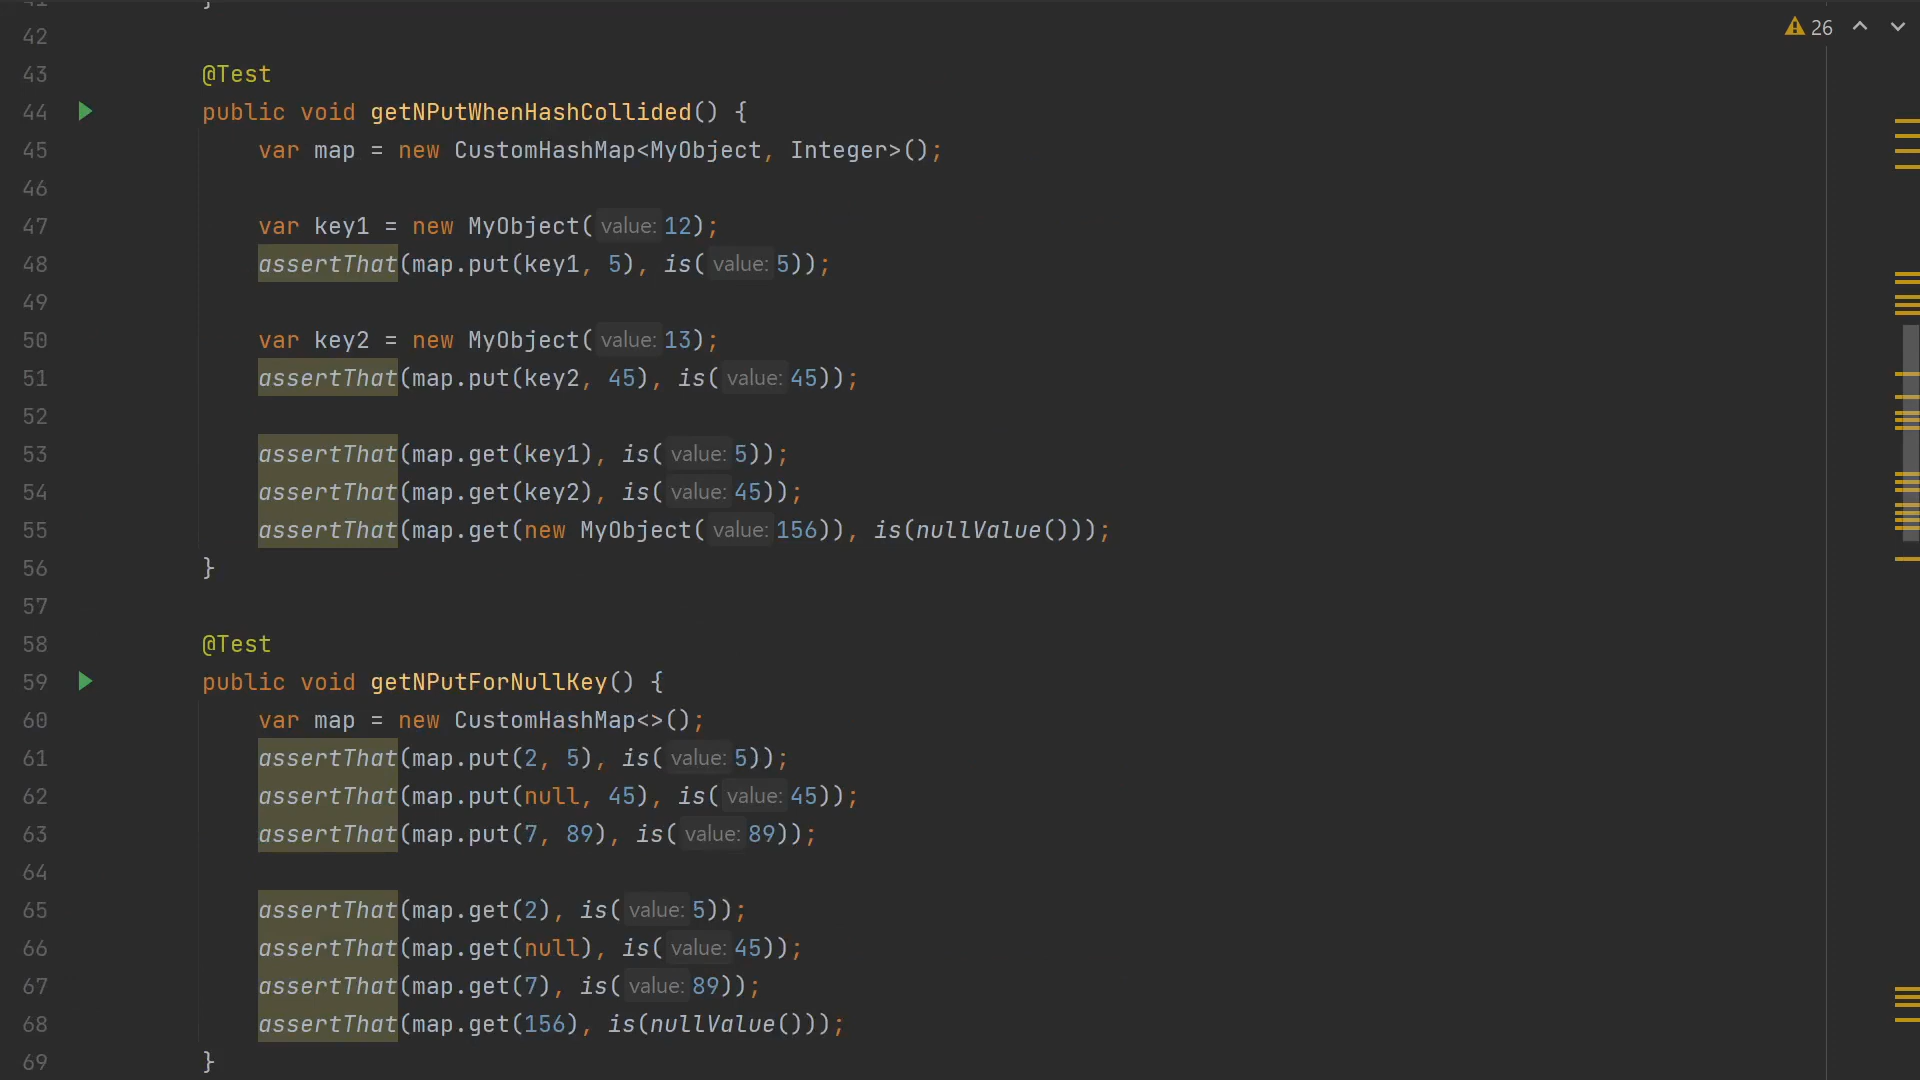 26
42
43 @Test
44 public void getNPutWhenHashCollided() {
45 var map = new CustomHashMap<MyObject, Integer>();
46
47 var key1 = new MyObject( value: 12);
48 assertThat(map.put(key1, 5), is( value: 5));
49
50 var key2 = new MyObject( value: 13);
51 assertThat(map.put(key2, 45), is( value: 45));
52
53 assertThat(map.get(key1), is( value: 5));
54 assertThat(map.get(key2), is( value: 45));
55 assertThat(map.get(new MyObject( value: 156)), is(nullValue()));
56 }
57
58 @Test
59 public void getNPutForNullKey() {
60 var map = new CustomHashMap<>();
61 assertThat(map.put(2, 5), is( value: 5));
62 assertThat(map.put(null, 45), is( value: 45));
63 assertThat(map.put(7, 89), is( value: 89));
64
65 assertThat(map.get(2), is( value: 5));
66 assertThat(map.get(null), is( value: 45));
67 assertThat(map.get(7), is( value: 89));
68 assertThat(map.get(156), is(nullValue()));
69 }